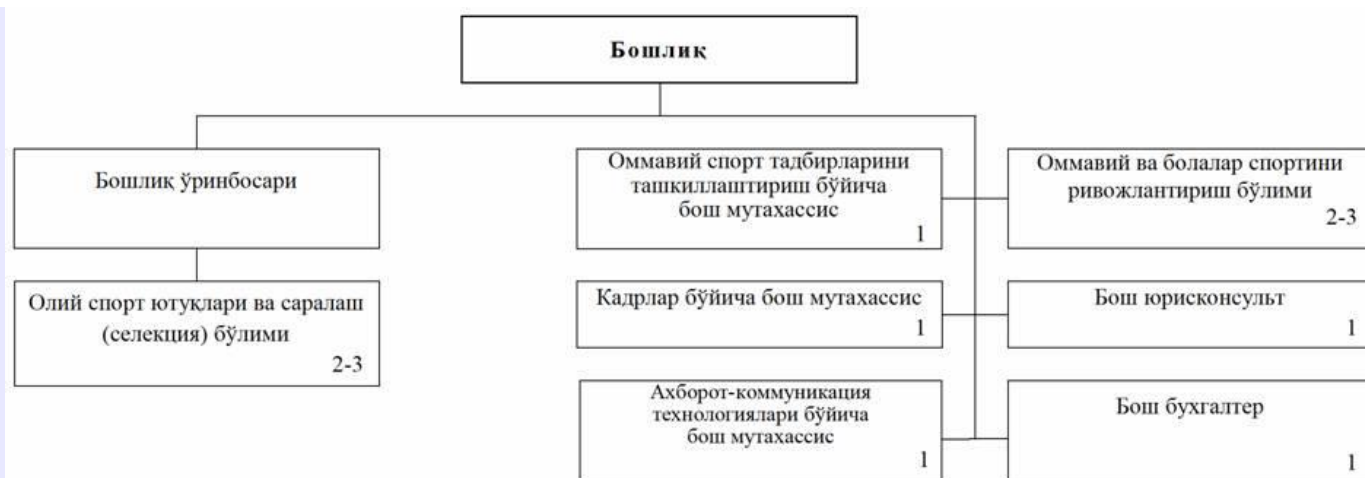 Бошлиқ
Бошлиқ ўринбосари
Олий спорт ютуқлари ва саралаш
(селекция) бўлими
2-3
Оммавий спорт тадбирларини
ташкиллаштириш бўйича
бош мутахассис
1
Оммавий ва болалар спортини
ривожлантириш бўлими
2-3
Кадрлар бўйича бош мутахассис
1
Бош юрисконсульт
1
Ахборот-коммуникация
технологиялари бўйича
бош мутахассис
1
Бош бухгалтер
1